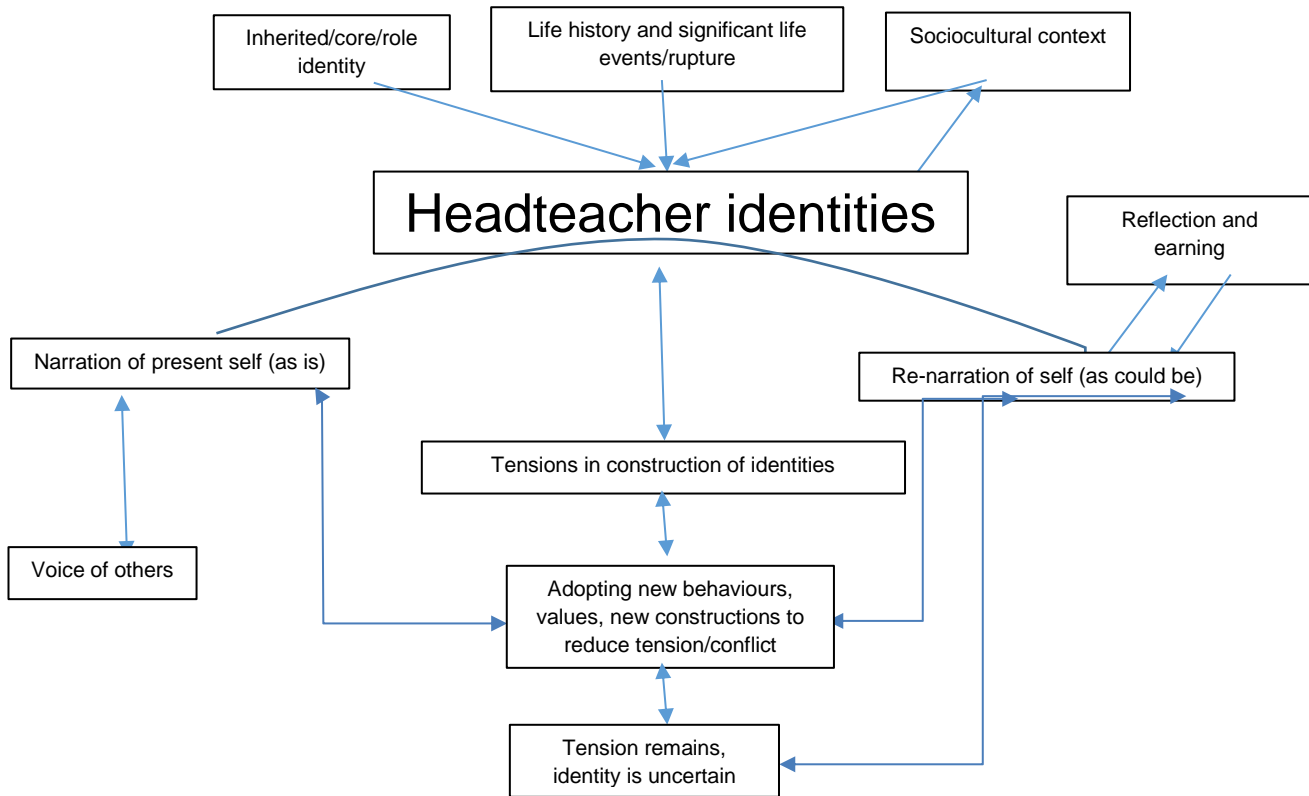 Inherited/core/role
identity
Life history and significant life
events/rupture
Sociocultural context
Headteacher identities
Reflection and
earning
Narration of present self (as is)
Re-narration of self (as could be)
Tensions in construction of identities
Voice of others
Adopting new behaviours,
values, new constructions to
reduce tension/conflict
Tension remains,
identity is uncertain